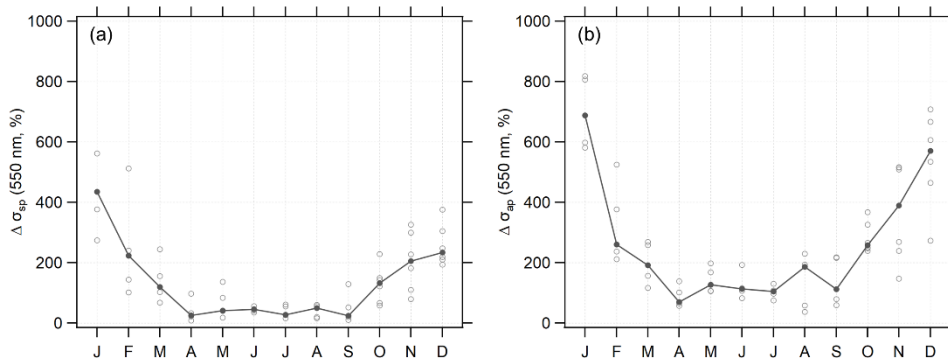 (a)
1000
800
600
400
200
0
Δ σsp (550 nm, %)
J F M A M J J A S O N D
(b)
1000
800
600
400
200
0
Δ σap (550 nm, %)
J F M A M J J A S O N D